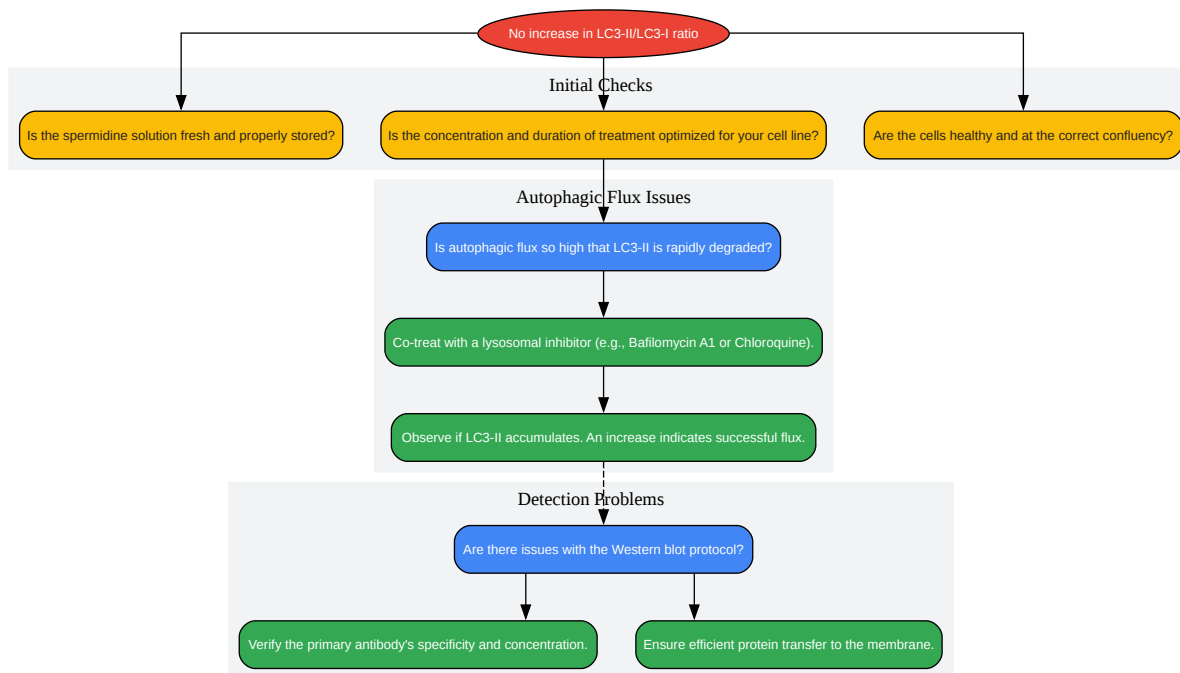 No increase in LC3-II/LC3-I ratio
Initial Checks
Is the spermidine solution fresh and properly stored?
Is the concentration and duration of treatment optimized for your cell line?
Are the cells healthy and at the correct confluency?
Autophagic Flux Issues
Is autophagic flux so high that LC3-II is rapidly degraded?
Co-treat with a lysosomal inhibitor (e.g., Bafilomycin A1 or Chloroquine).
Observe if LC3-II accumulates. An increase indicates successful flux.
Detection Problems
Are there issues with the Western blot protocol?
Verify the primary antibody's specificity and concentration.
Ensure efficient protein transfer to the membrane.